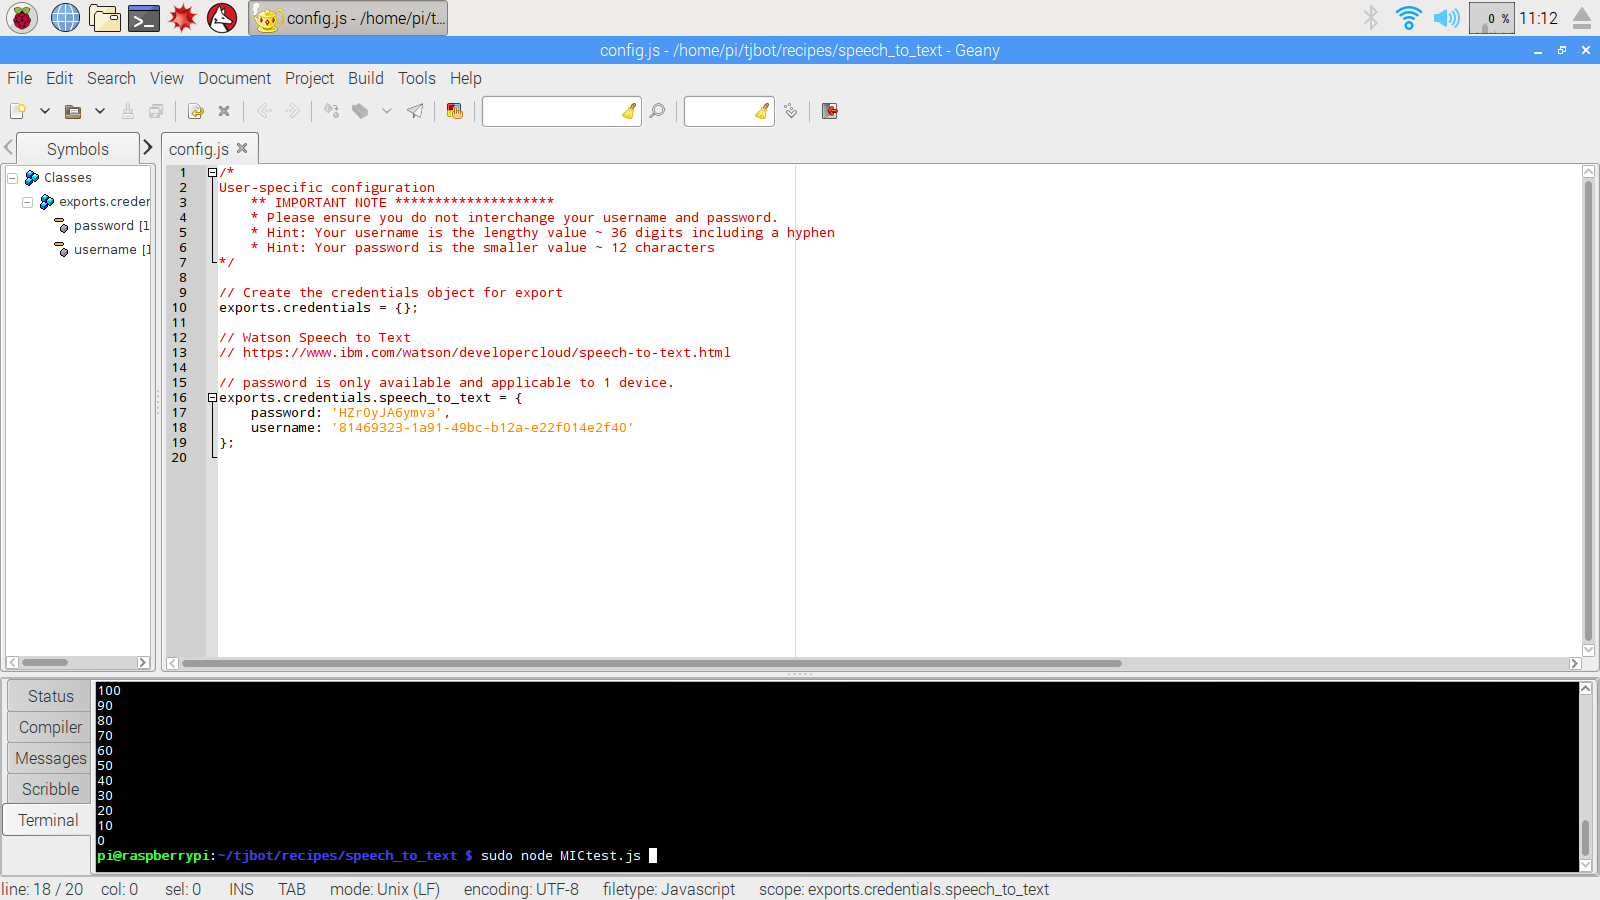 config.js - /home/pi/t...
0 %
11:12
config.js - /home/pi/tjbot/recipes/speech_to_text - Geany
File Edit Search View Document Project Build Tools Help
Symbols
config.js
Classes
exports.creder
password [1
username [1
1 /*
2 User-specific configuration
3 ** IMPORTANT NOTE ********************
4 * Please ensure you do not interchange your username and password.
5 * Hint: Your username is the lengthy value ~ 36 digits including a hyphen
6 * Hint: Your password is the smaller value ~ 12 characters
7 */
8
9 // Create the credentials object for export
10 exports.credentials = {};
11
12 // Watson Speech to Text
13 // https://www.ibm.com/watson/developercloud/speech-to-text.html
14
15 // password is only available and applicable to 1 device.
16 exports.credentials.speech_to_text = {
17 password: 'HZrOyJA6ymva',
18 username: '81469323-1a91-49bc-b12a-e22f014e2f40'
19 };
20
Status
Compiler
Messages
Scribble
Terminal
100
90
80
70
60
50
40
30
20
10
0
pi@raspberrypi:~/tjbot/recipes/speech_to_text $ sudo node MICtest.js
line: 18 / 20 col: 0 sel: 0 INS TAB mode: Unix (LF) encoding: UTF-8 filetype: Javascript scope: exports.credentials.speech_to_text